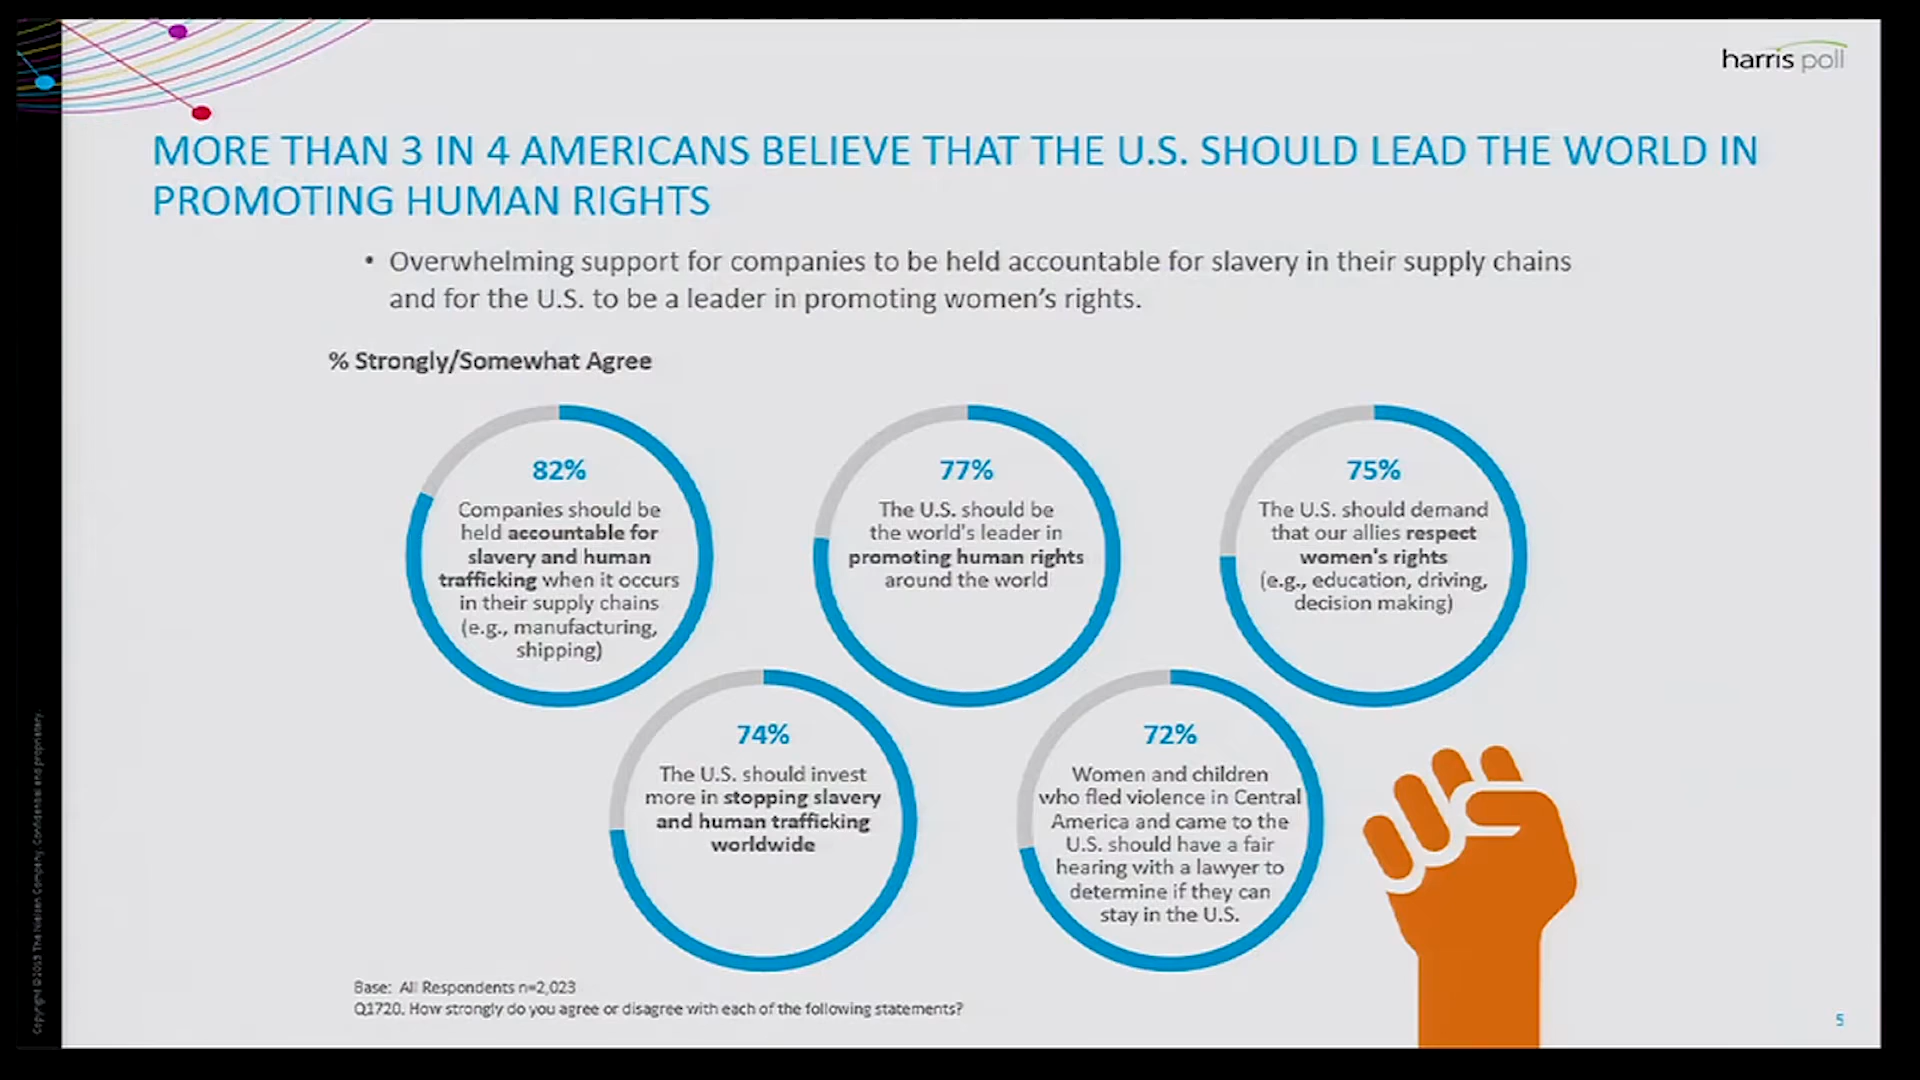 harris poll
MORE THAN 3 IN 4 AMERICANS BELIEVE THAT THE U.S. SHOULD LEAD THE WORLD IN
PROMOTING HUMAN RIGHTS
• Overwhelming support for companies to be held accountable for slavery in their supply chains
and for the U.S. to be a leader in promoting women's rights.
% Strongly/Somewhat Agree
82%
Companies should be
held accountable for
slavery and human
trafficking when it occurs
in their supply chains
(e.g., manufacturing,
shipping)
77%
The U.S. should be
the world's leader in
promoting human rights
around the world
75%
The U.S. should demand
that our allies respect
women's rights
(e.g., education, driving,
decision making)
74%
The U.S. should invest
more in stopping slavery
and human trafficking
worldwide
72%
Women and children
who fled violence in Central
America and came to the
U.S. should have a fair
hearing with a lawyer to
determine if they can
stay in the U.S.
Base: All Respondents n=2,023
Q1720. How strongly do you agree or disagree with each of the following statements?
5
Copyright ©2013 The Nielsen Company. Confidential and proprietary.